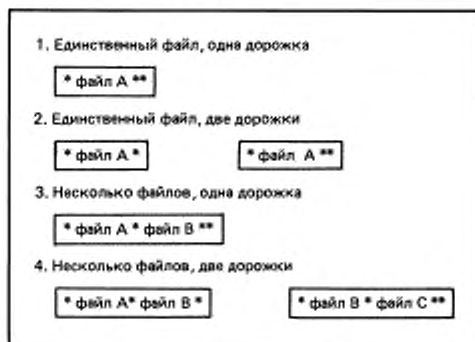 1. Единственный файл, одна дорожка
* файл A **
2. Единственный файл, две дорожки
* файл A * * файл A **
3. Несколько файлов, одна дорожка
* файл A * файл B **
4. Несколько файлов, две дорожки
* файл A* файл B * * файл B * файл C **